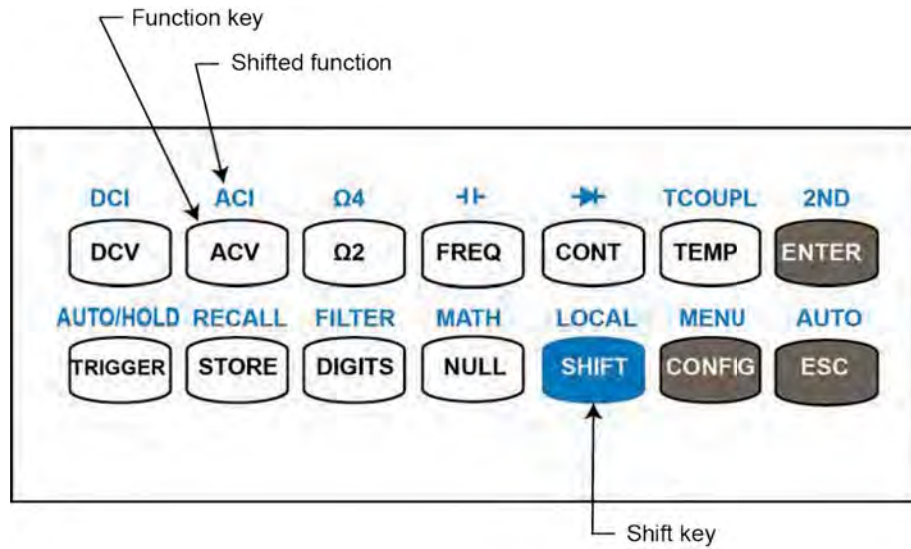 Function key
Shifted function
DCI ACI Ω4 TCOUPL 2ND
DCV ACV Ω2 FREQ CONT TEMP ENTER
AUTO/HOLD RECALL FILTER MATH LOCAL MENU AUTO
TRIGGER STORE DIGITS NULL SHIFT CONFIG ESC
Shift key